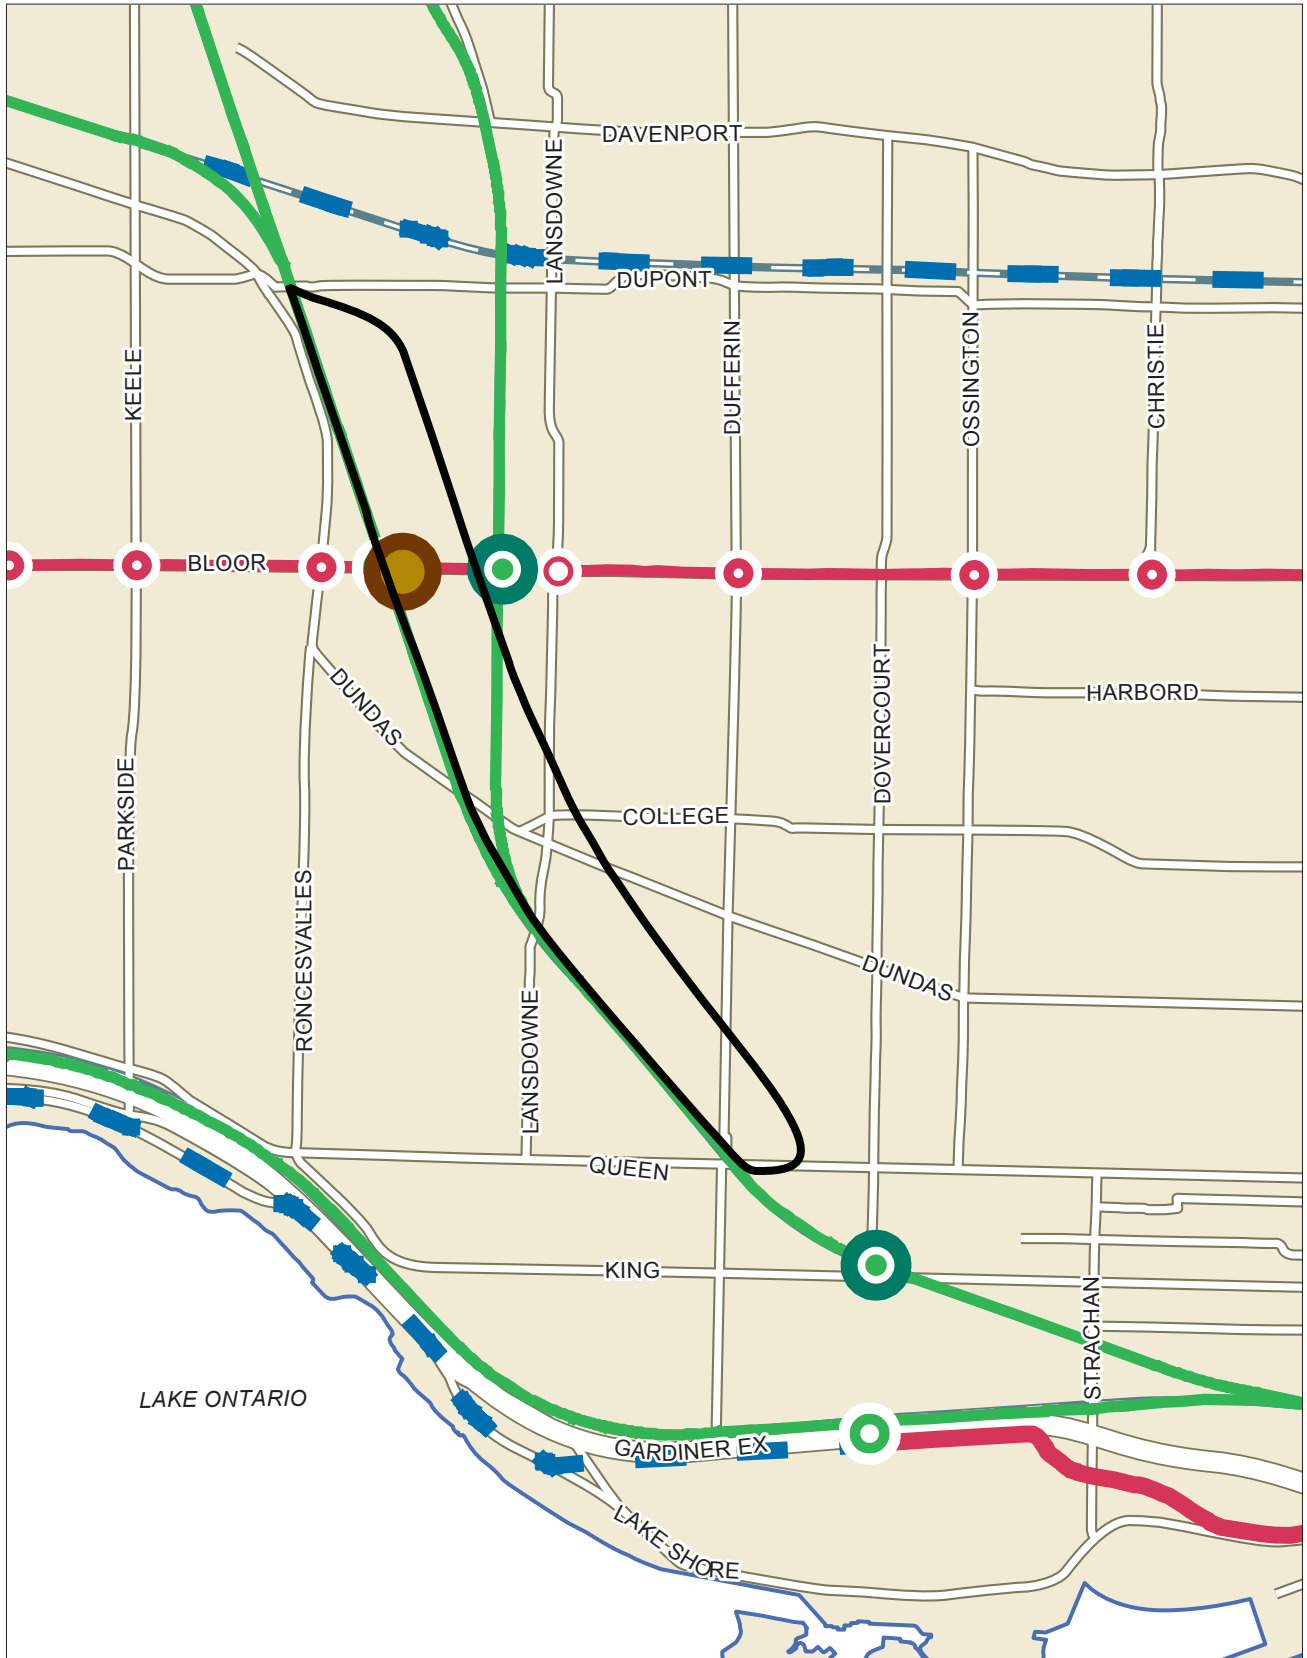 DAVENPORT
LANSDOWNE
DUPONT
KEELE
DUFFERIN
OSSINGTON
CHRISTIE
BLOOR
DUNDAS
HARBORD
DOVERCOURT
PARKSIDE
COLLEGE
RONCESVALLES
DUNDAS
LANSDOWNE
QUEEN
KING
STRACHAN
LAKE ONTARIO
GARDINER EX
LAKE SHORE